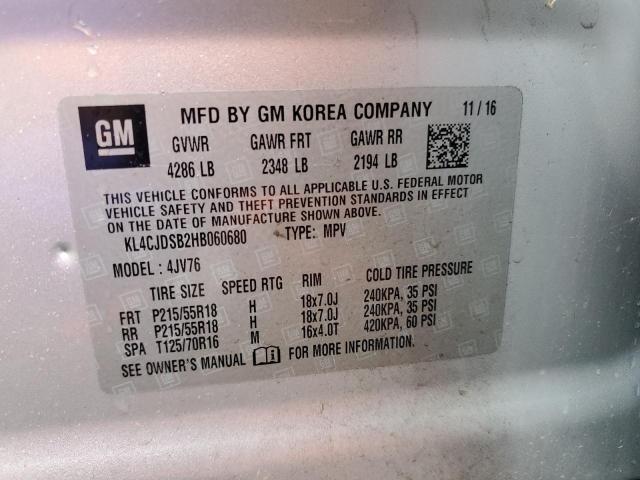 GM
MFD BY GM KOREA COMPANY 11/16
GVWR GAWR FRT GAWR RR
4286 LB 2348 LB 2194 LB
THIS VEHICLE CONFORMS TO ALL APPLICABLE U.S. FEDERAL MOTOR
VEHICLE SAFETY AND THEFT PREVENTION STANDARDS IN EFFECT
ON THE DATE OF MANUFACTURE SHOWN ABOVE.
KL4CJDSB2HB060680 TYPE: MPV
MODEL : 4JV76
TIRE SIZE SPEED RTG RIM COLD TIRE PRESSURE
FRT P215/55R18 H 18x7.0J 240KPA, 35 PSI
RR P215/55R18 H 18x7.0J 240KPA, 35 PSI
SPA T125/70R16 M 16x4.0T 420KPA, 60 PSI
SEE OWNER'S MANUAL FOR MORE INFORMATION.